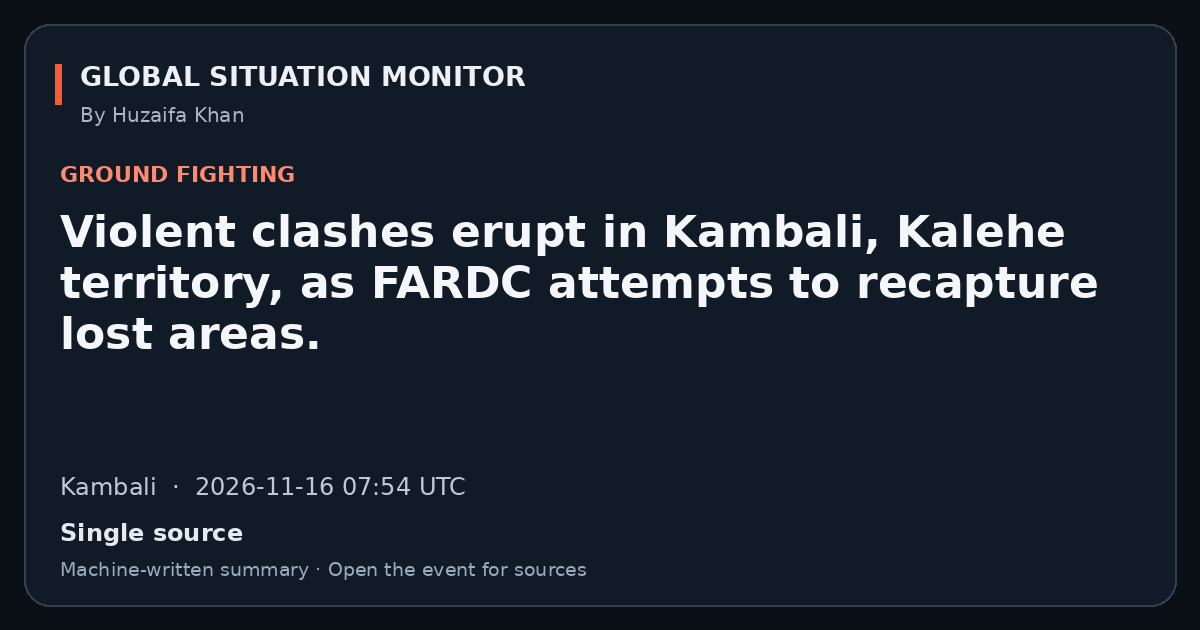 GLOBAL SITUATION MONITOR
By Huzaifa Khan
GROUND FIGHTING
Violent clashes erupt in Kambali, Kalehe
territory, as FARDC attempts to recapture
lost areas.
Kambali · 2026-11-16 07:54 UTC
Single source
Machine-written summary · Open the event for sources